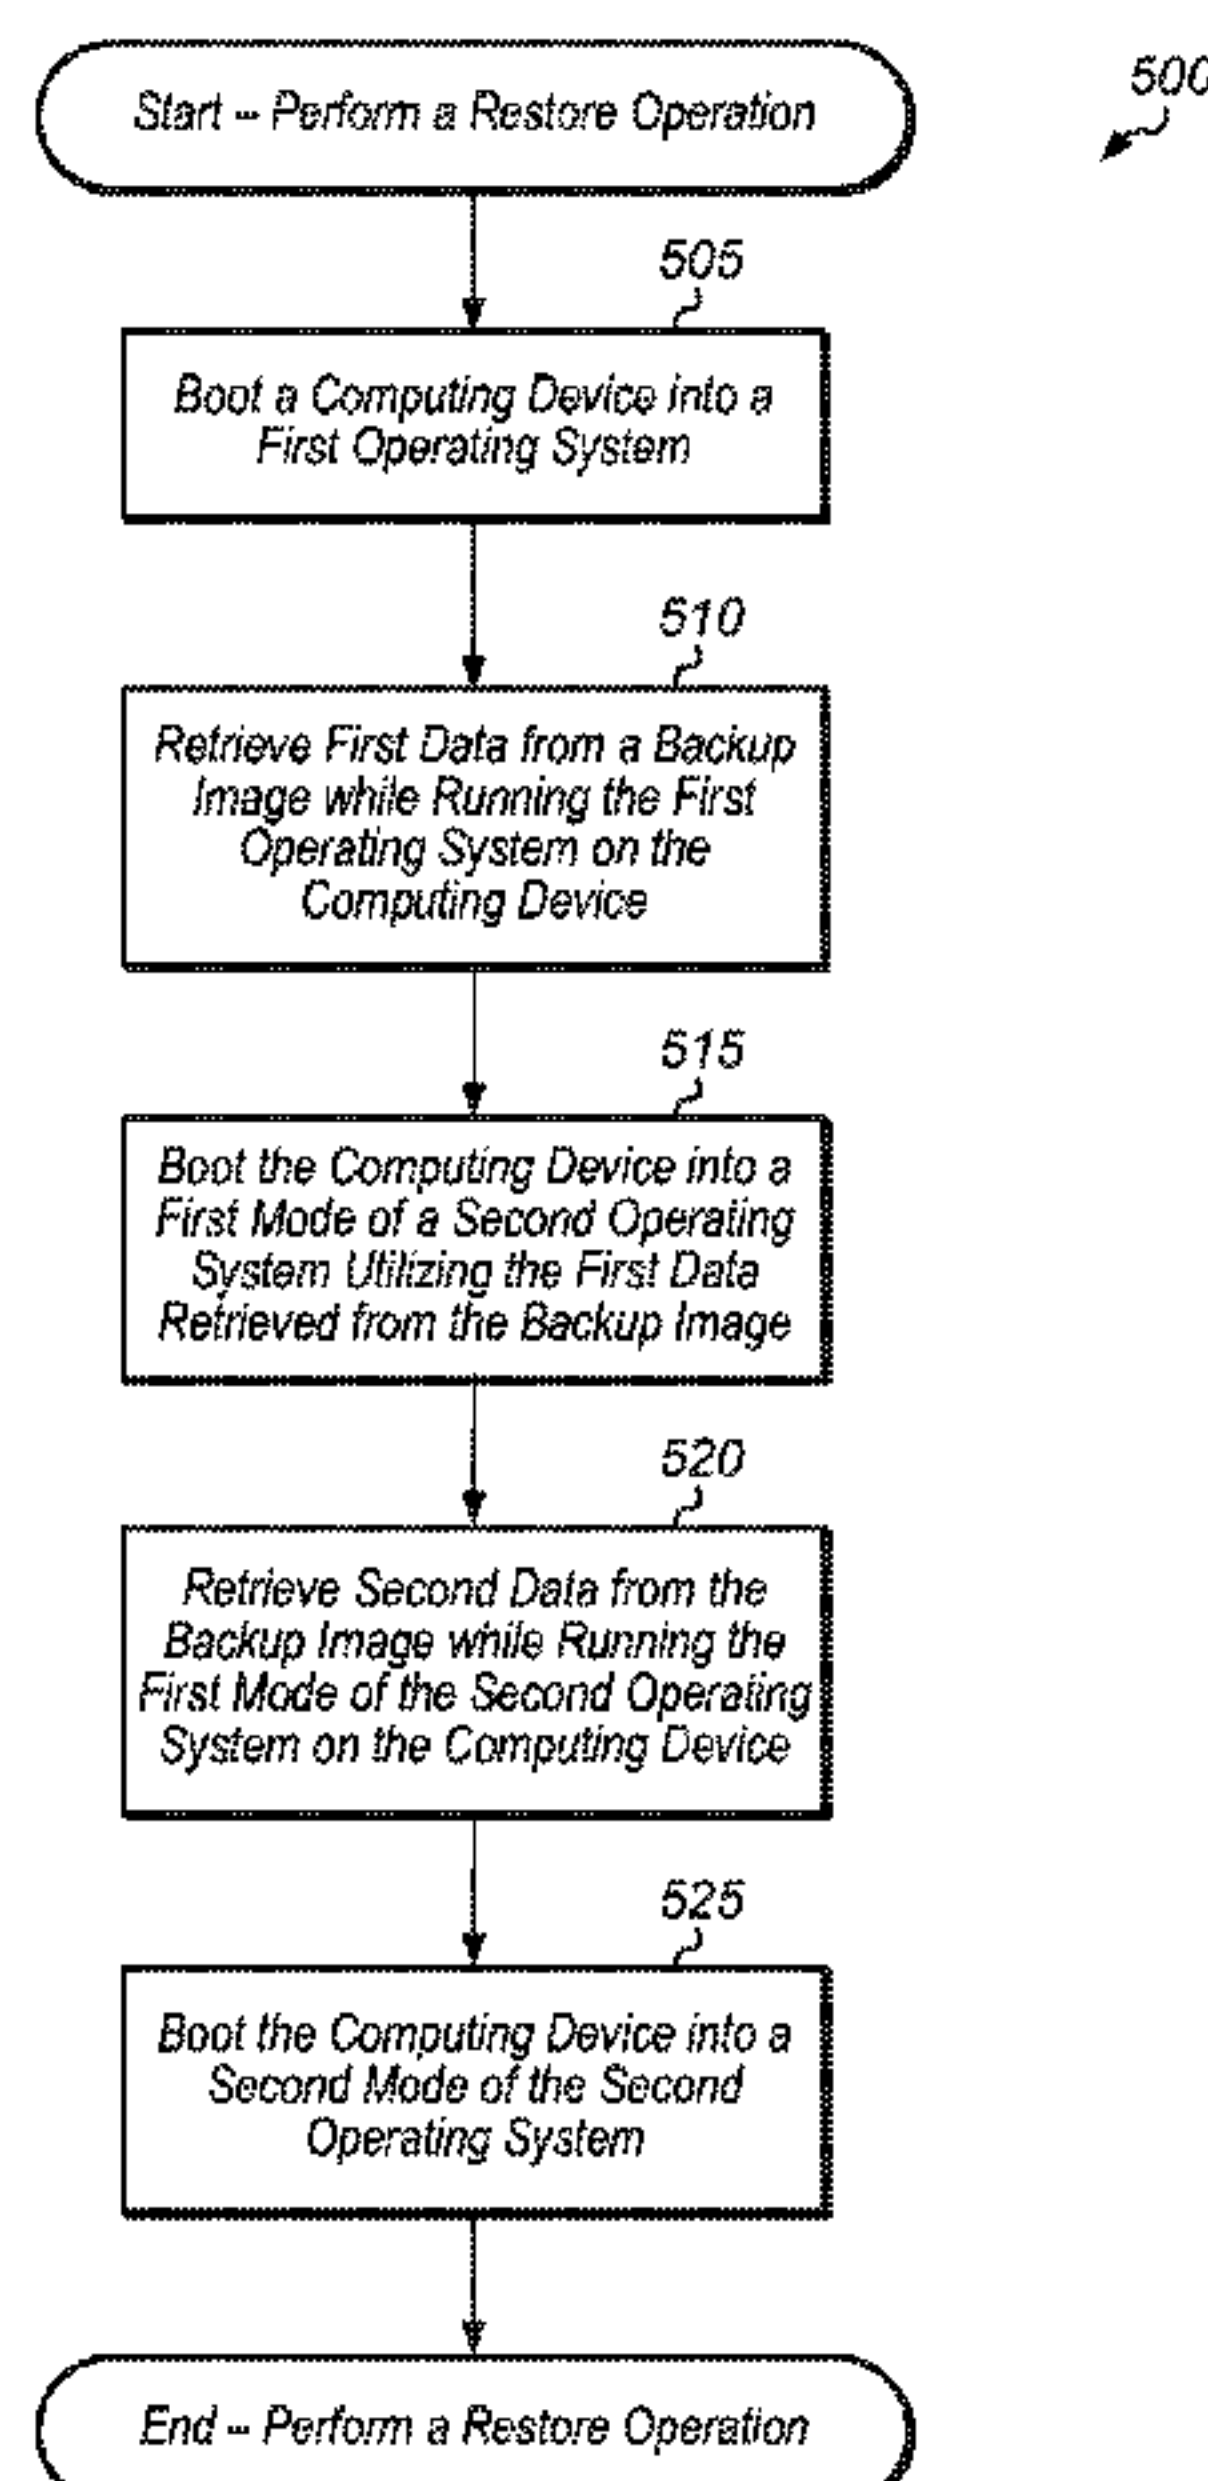 Start -- Perform a Restore Operation
500
505
Boot a Computing Device into a
First Operating System
510
Retrieve First Data from a Backup
Image while Running the First
Operating System on the
Computing Device
515
Boot the Computing Device into a
First Mode of a Second Operating
System Utilizing the First Data
Retrieved from the Backup Image
520
Retrieve Second Data from the
Backup Image while Running the
First Mode of the Second Operating
System on the Computing Device
525
Boot the Computing Device into a
Second Mode of the Second
Operating System
End -- Perform a Restore Operation